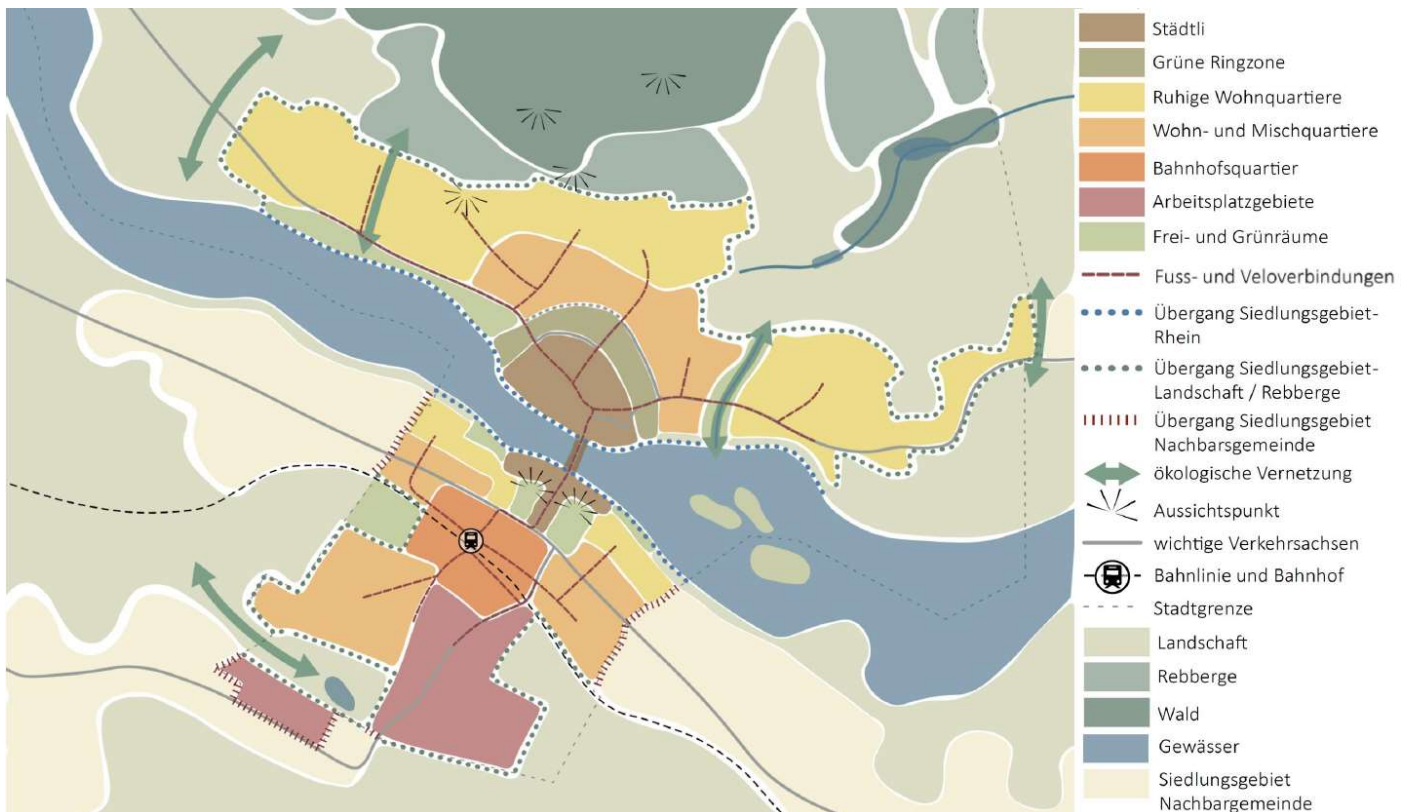 Städtli
Grüne Ringzone
Ruhige Wohnquartiere
Wohn- und Mischquartiere
Bahnhofsquartier
Arbeitsplatzgebiete
Frei- und Grünräume
Fuss- und Veloverbindungen
Übergang Siedlungsgebiet-
Rhein
Übergang Siedlungsgebiet-
Landschaft / Rebberge
Übergang Siedlungsgebiet
Nachbarsgemeinde
ökologische Vernetzung
Aussichtspunkt
wichtige Verkehrsachsen
Bahnlinie und Bahnhof
Stadtgrenze
Landschaft
Rebberge
Wald
Gewässer
Siedlungsgebiet
Nachbargemeinde